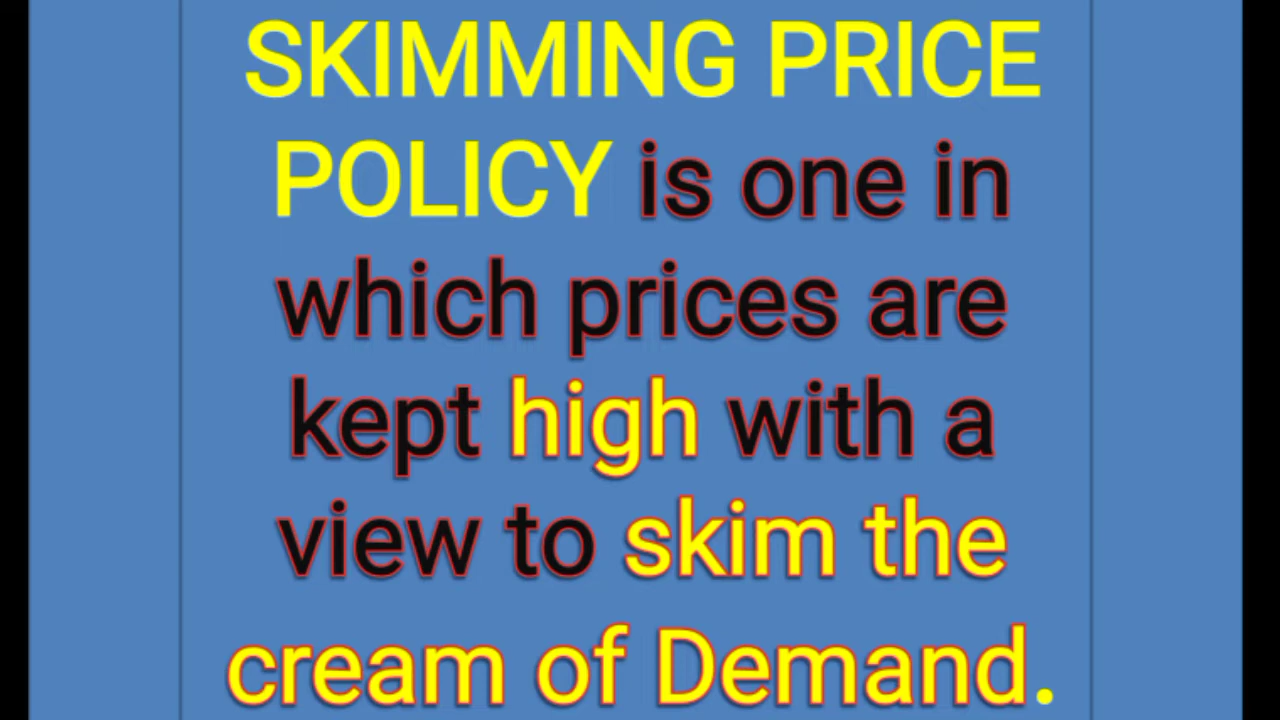 SKIMMING PRICE
POLICY is one in
which prices are
kept high with a
view to skim the
cream of Demand.